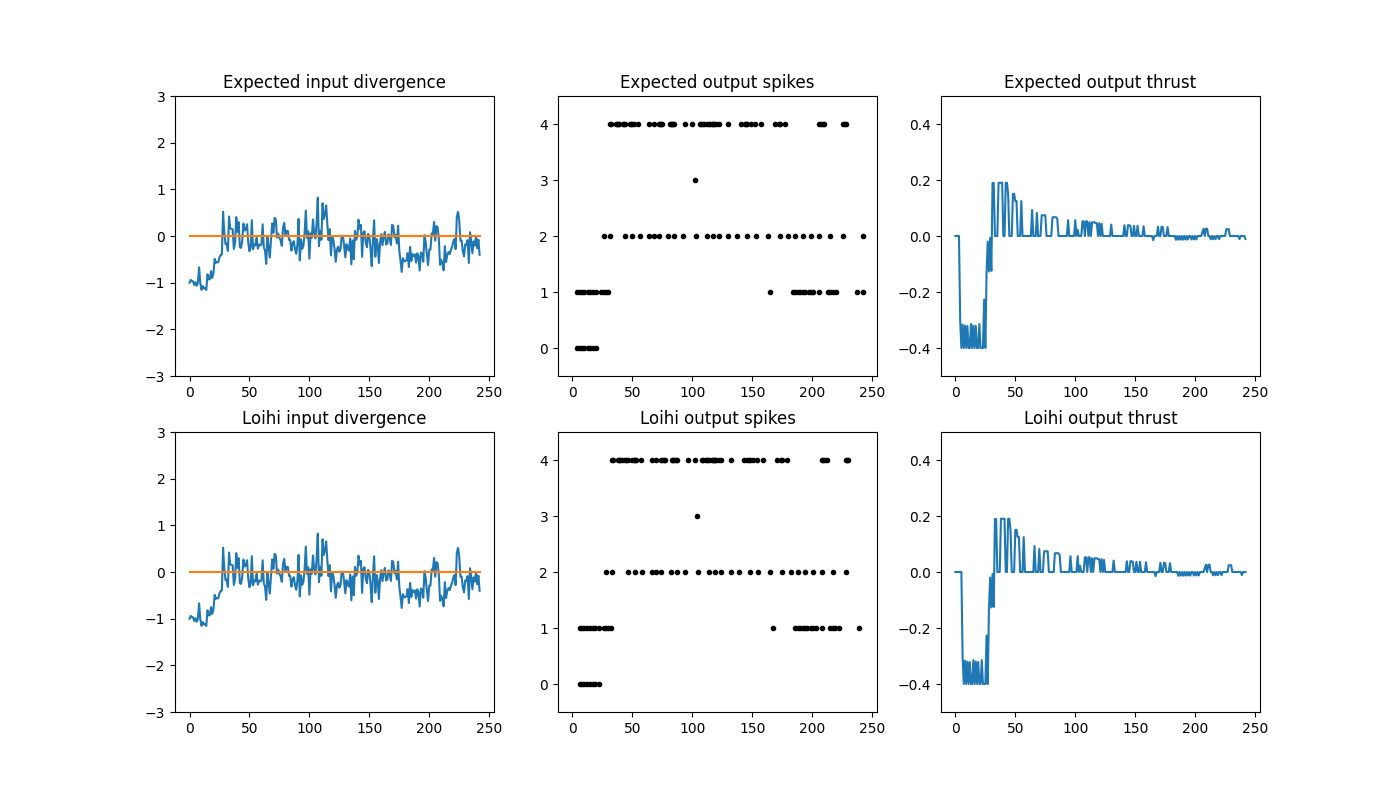 Expected input divergence
3
2
1
0
−1
−2
−3
0 50 100 150 200 250
Expected output spikes
4
3
2
1
0
0 50 100 150 200 250
Expected output thrust
0.4
0.2
0.0
−0.2
−0.4
0 50 100 150 200 250
Loihi input divergence
3
2
1
0
−1
−2
−3
0 50 100 150 200 250
Loihi output spikes
4
3
2
1
0
0 50 100 150 200 250
Loihi output thrust
0.4
0.2
0.0
−0.2
−0.4
0 50 100 150 200 250